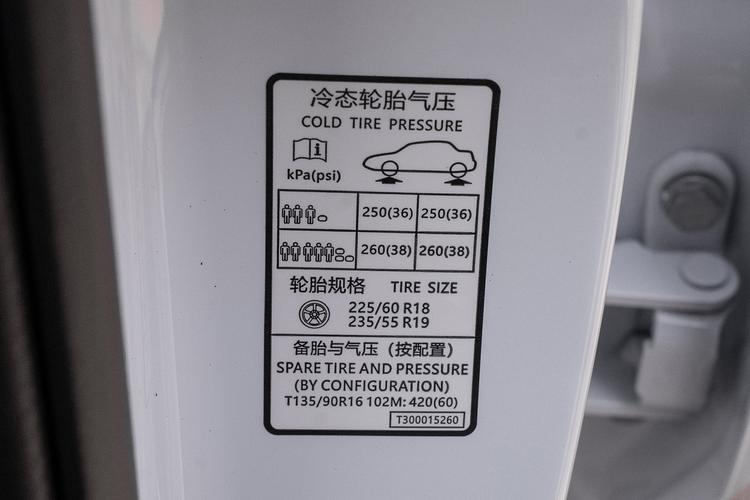 冷态轮胎气压
COLD TIRE PRESSURE
kPa(psi)
250(36) 250(36)
260(38) 260(38)
轮胎规格 TIRE SIZE
225/60 R18
235/55 R19
备胎与气压（按配置）
SPARE TIRE AND PRESSURE
(BY CONFIGURATION)
T135/90R16 102M: 420(60)
T300015260